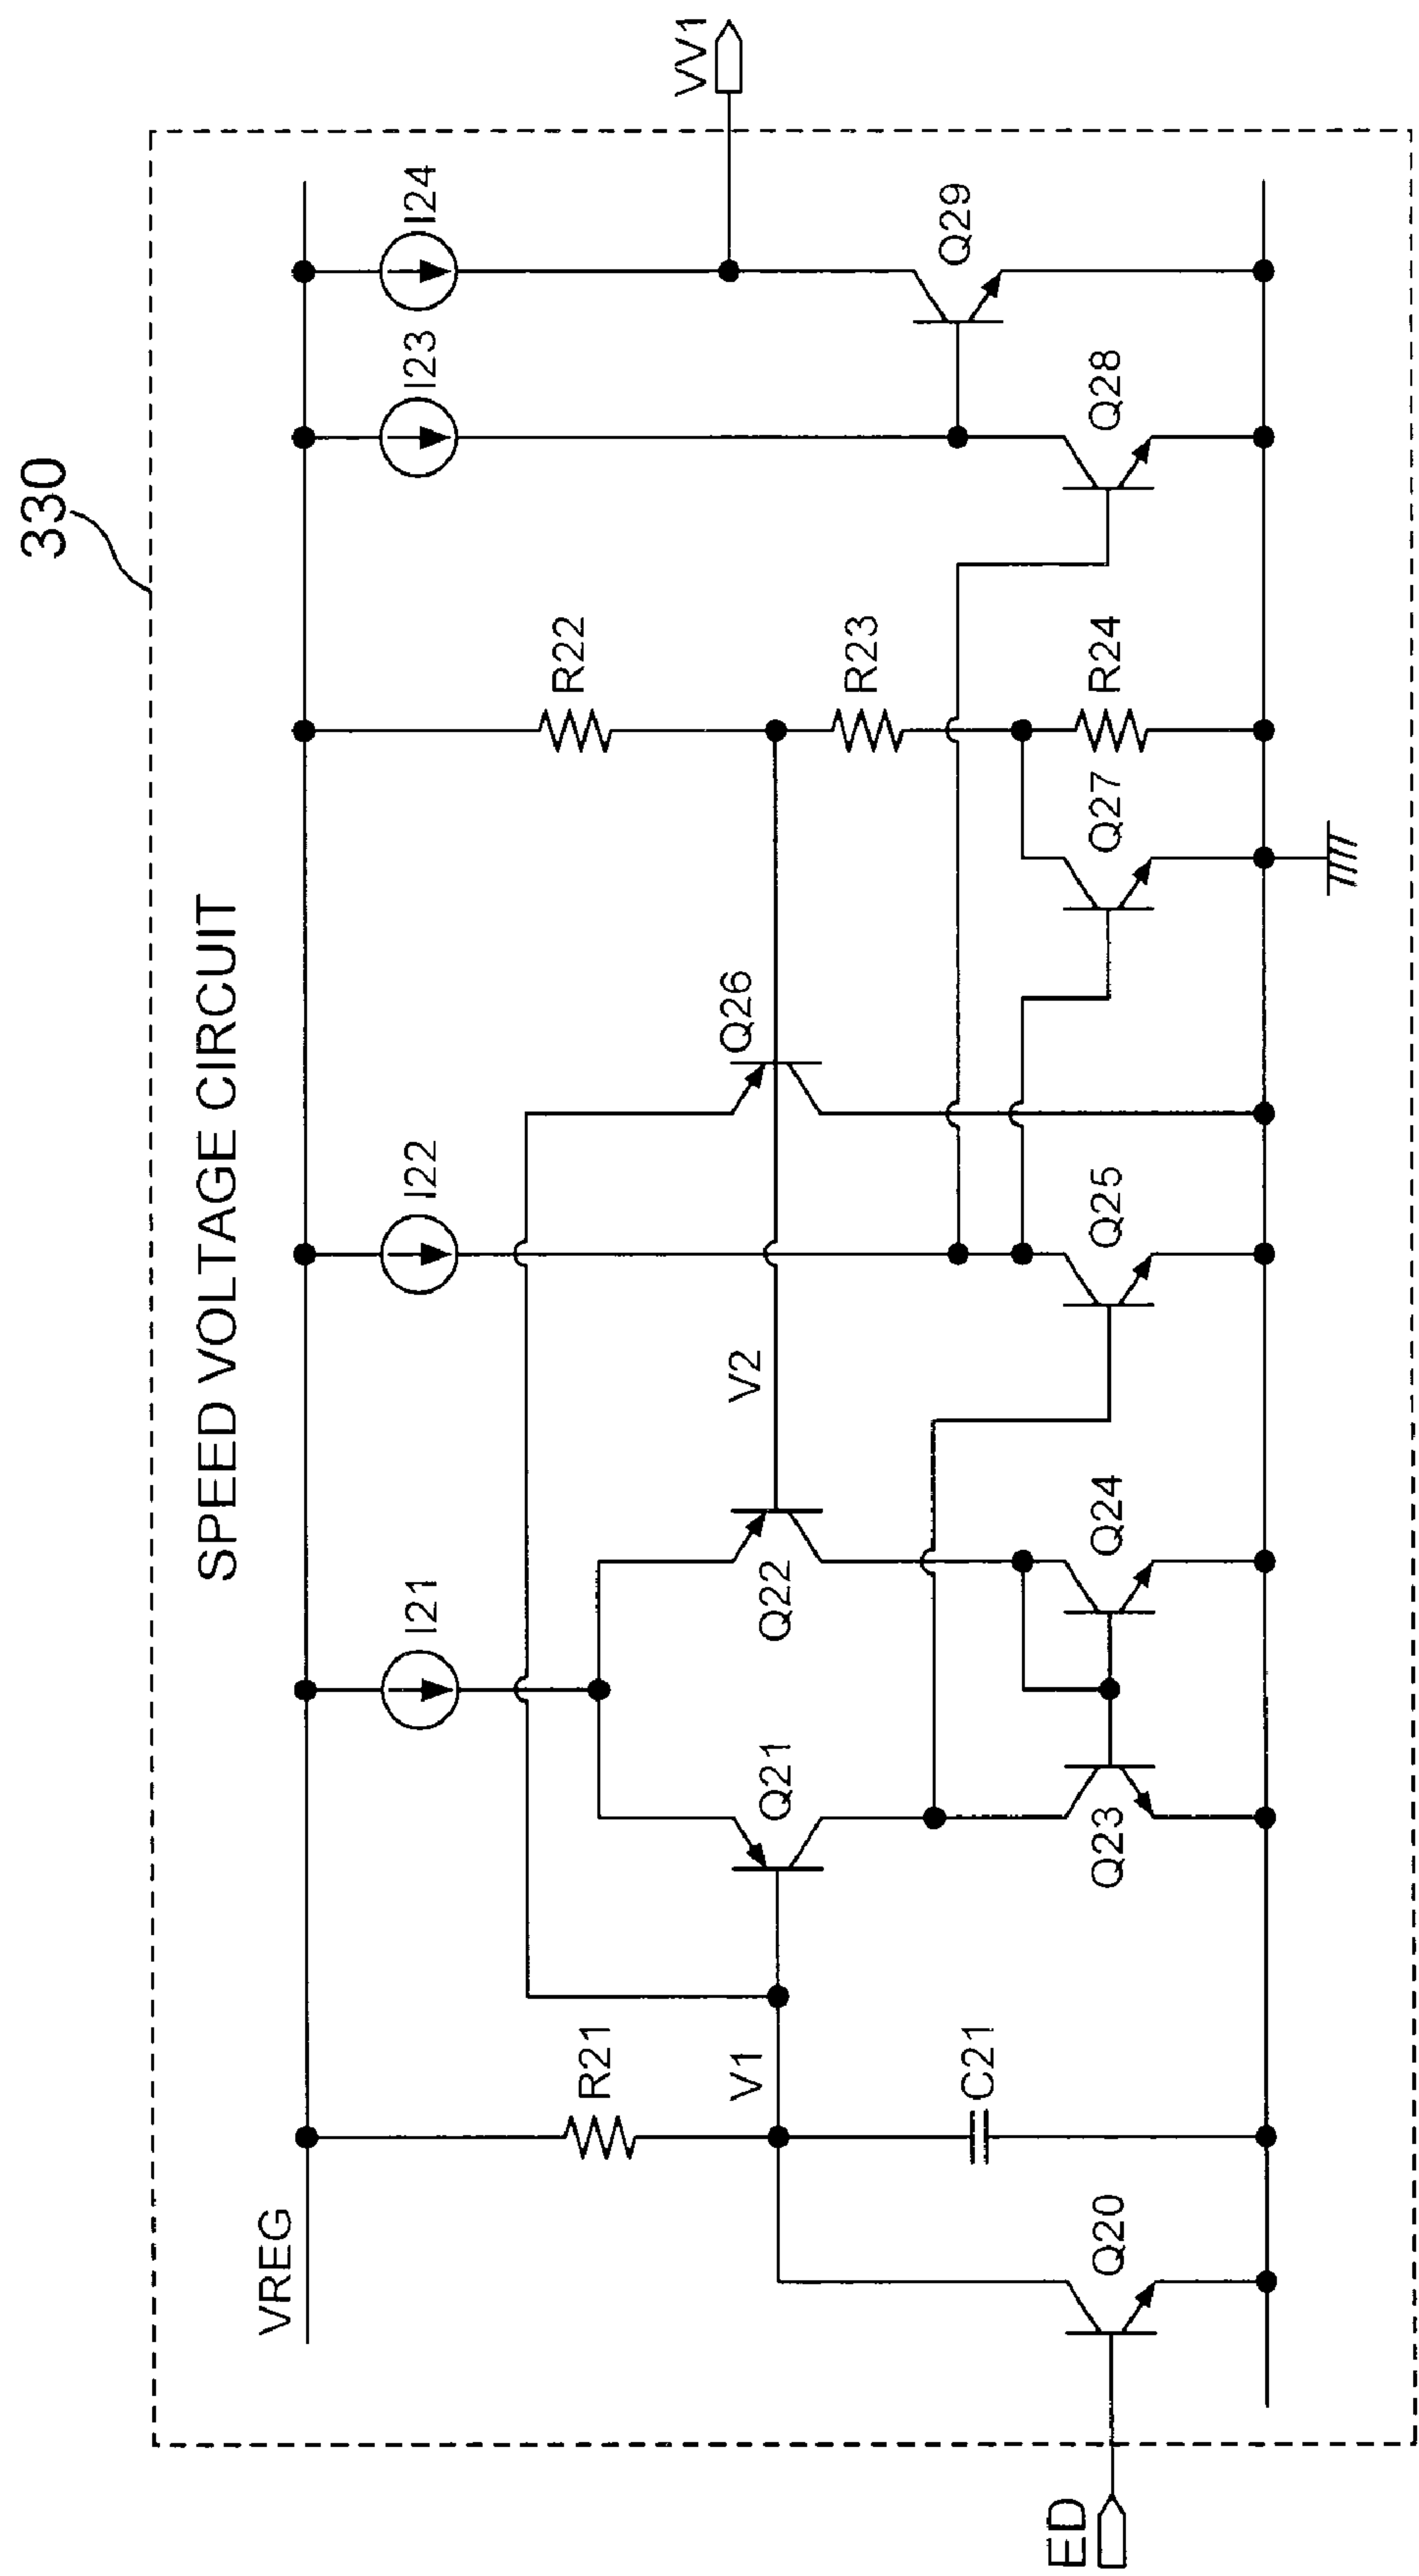 330
SPEED VOLTAGE CIRCUIT
VREG
I21
I22
I23
I24
R21
R22
VV1
V1
Q21
Q22
V2
Q26
R23
Q29
C21
Q20
Q23
Q24
Q25
Q27
R24
Q28
ED